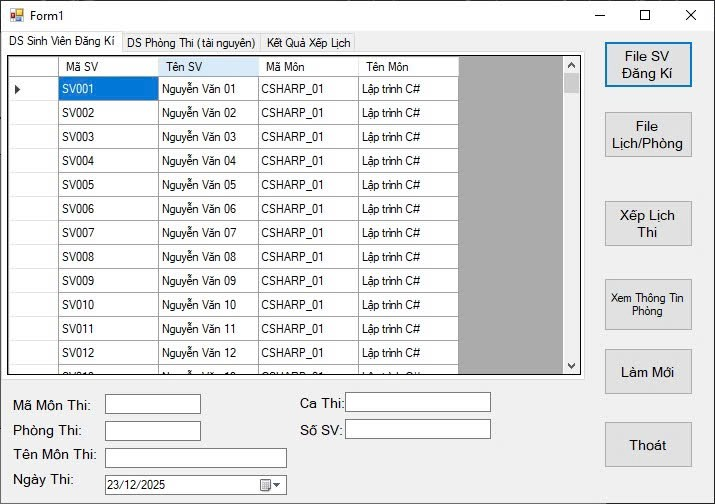 Form1
DS Sinh Viên Đăng Kí DS Phòng Thi (tài nguyên) Kết Quả Xếp Lịch
Mã SV Tên SV Mã Môn Tên Môn
SV001 Nguyễn Văn 01 CSHARP_01 Lập trình C#
SV002 Nguyễn Văn 02 CSHARP_01 Lập trình C#
SV003 Nguyễn Văn 03 CSHARP_01 Lập trình C#
SV004 Nguyễn Văn 04 CSHARP_01 Lập trình C#
SV005 Nguyễn Văn 05 CSHARP_01 Lập trình C#
SV006 Nguyễn Văn 06 CSHARP_01 Lập trình C#
SV007 Nguyễn Văn 07 CSHARP_01 Lập trình C#
SV008 Nguyễn Văn 08 CSHARP_01 Lập trình C#
SV009 Nguyễn Văn 09 CSHARP_01 Lập trình C#
SV010 Nguyễn Văn 10 CSHARP_01 Lập trình C#
SV011 Nguyễn Văn 11 CSHARP_01 Lập trình C#
SV012 Nguyễn Văn 12 CSHARP_01 Lập trình C#
File SV
Đăng Kí
File
Lịch/Phòng
Xếp Lịch
Thi
Xem Thông Tin
Phòng
Làm Mới
Thoát
Mã Môn Thi:
Phòng Thi:
Tên Môn Thi:
Ngày Thi: 23/12/2025
Ca Thi:
Số SV: